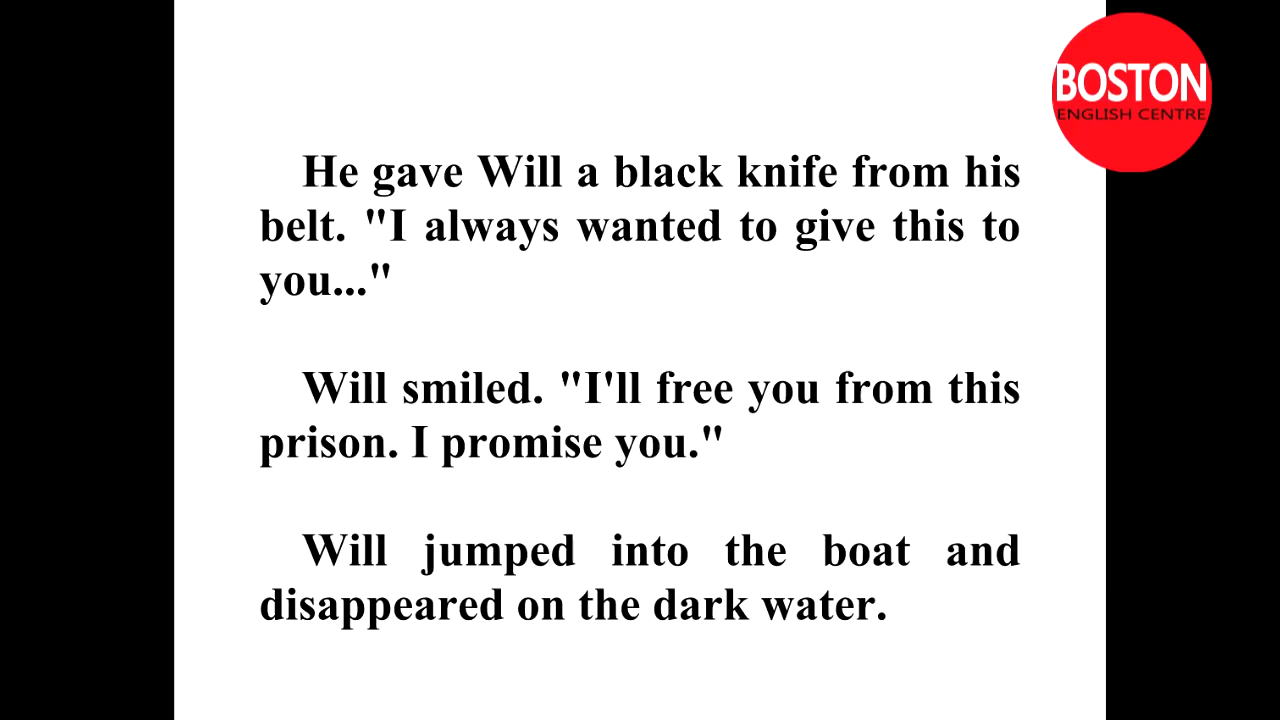 BOSTON
ENGLISH CENTRE
He gave Will a black knife from his
belt. "I always wanted to give this to
you..."
Will smiled. "I'll free you from this
prison. I promise you."
Will jumped into the boat and
disappeared on the dark water.